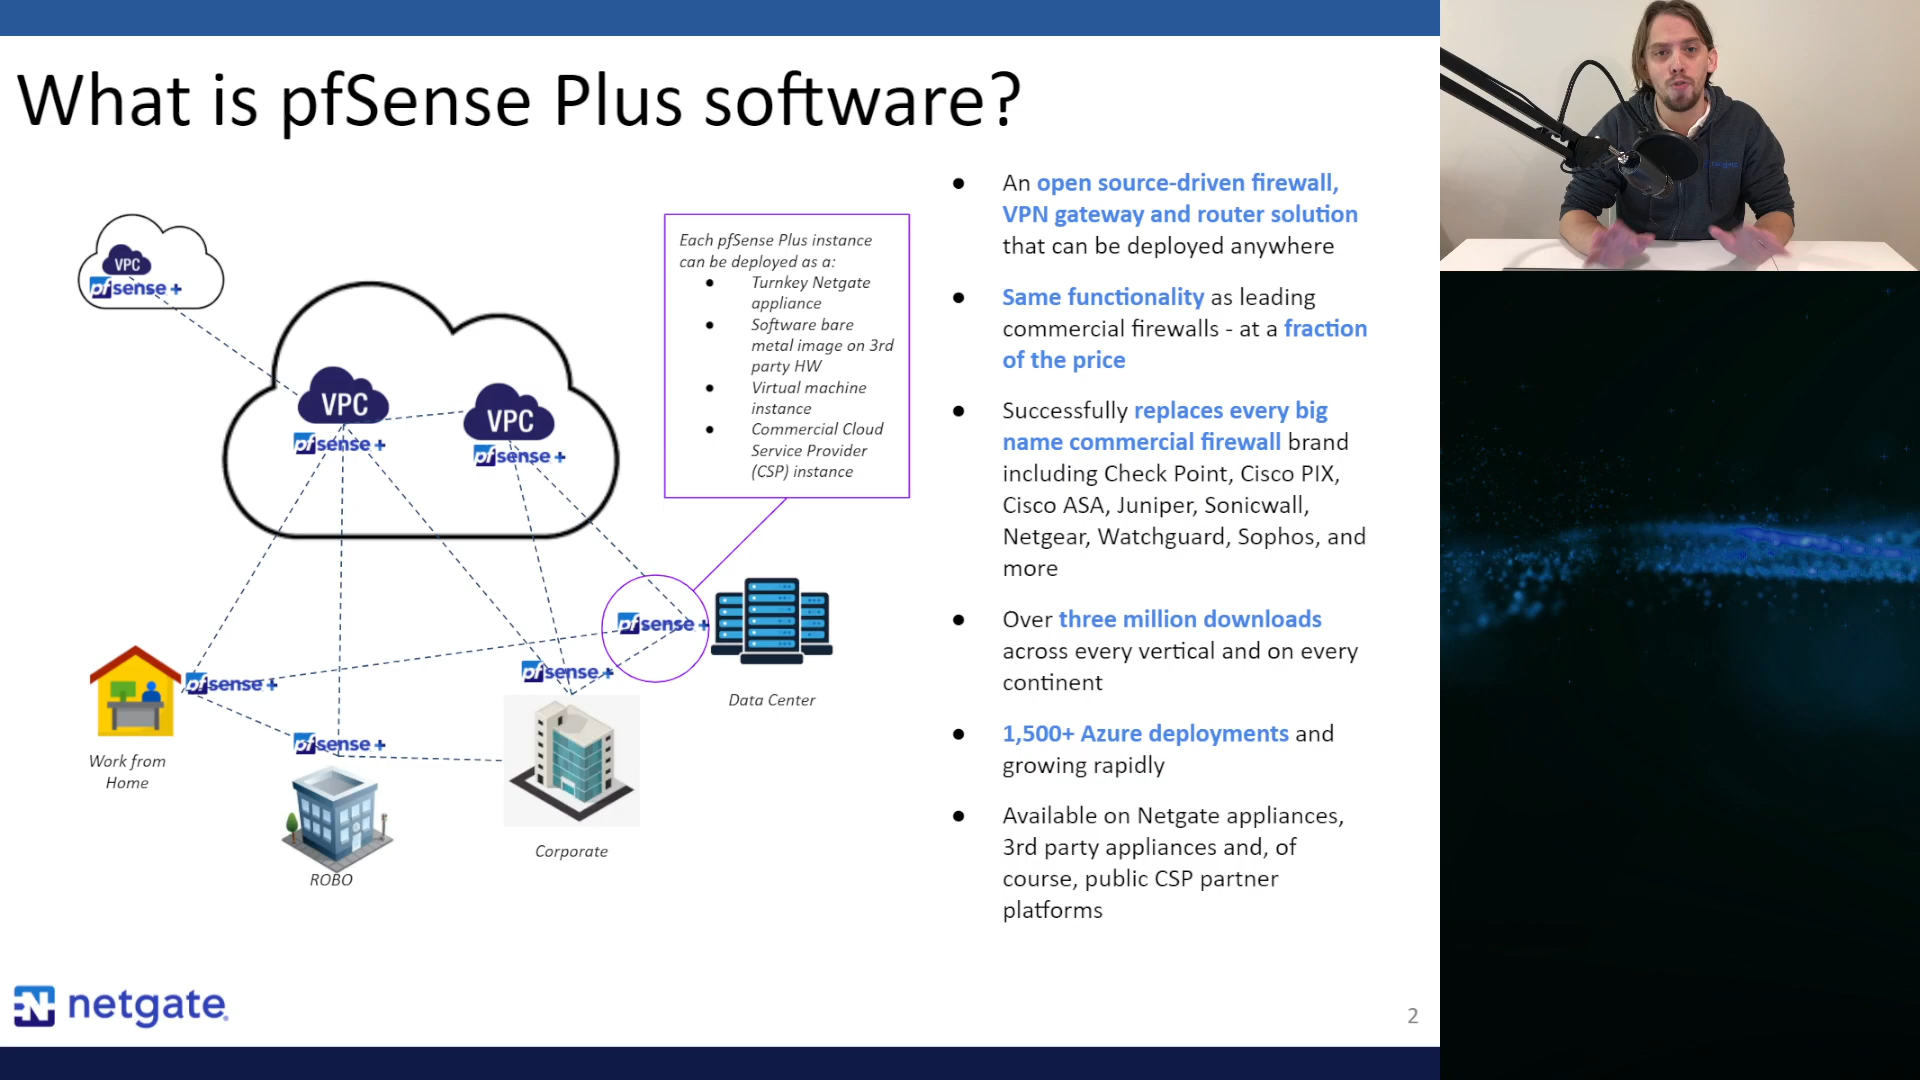 What is pfSense Plus software?
VPC
pfsense +
VPC
pfsense +
VPC
pfsense +
Each pfSense Plus instance
can be deployed as a:
● Turnkey Netgate
appliance
● Software bare
metal image on 3rd
party HW
● Virtual machine
instance
● Commercial Cloud
Service Provider
(CSP) instance
pfsense +
Data Center
pfsense +
Corporate
pfsense +
Work from
Home
pfsense +
ROBO
● An open source-driven firewall,
VPN gateway and router solution
that can be deployed anywhere
● Same functionality as leading
commercial firewalls - at a fraction
of the price
● Successfully replaces every big
name commercial firewall brand
including Check Point, Cisco PIX,
Cisco ASA, Juniper, Sonicwall,
Netgear, Watchguard, Sophos, and
more
● Over three million downloads
across every vertical and on every
continent
● 1,500+ Azure deployments and
growing rapidly
● Available on Netgate appliances,
3rd party appliances and, of
course, public CSP partner
platforms
N netgate
2